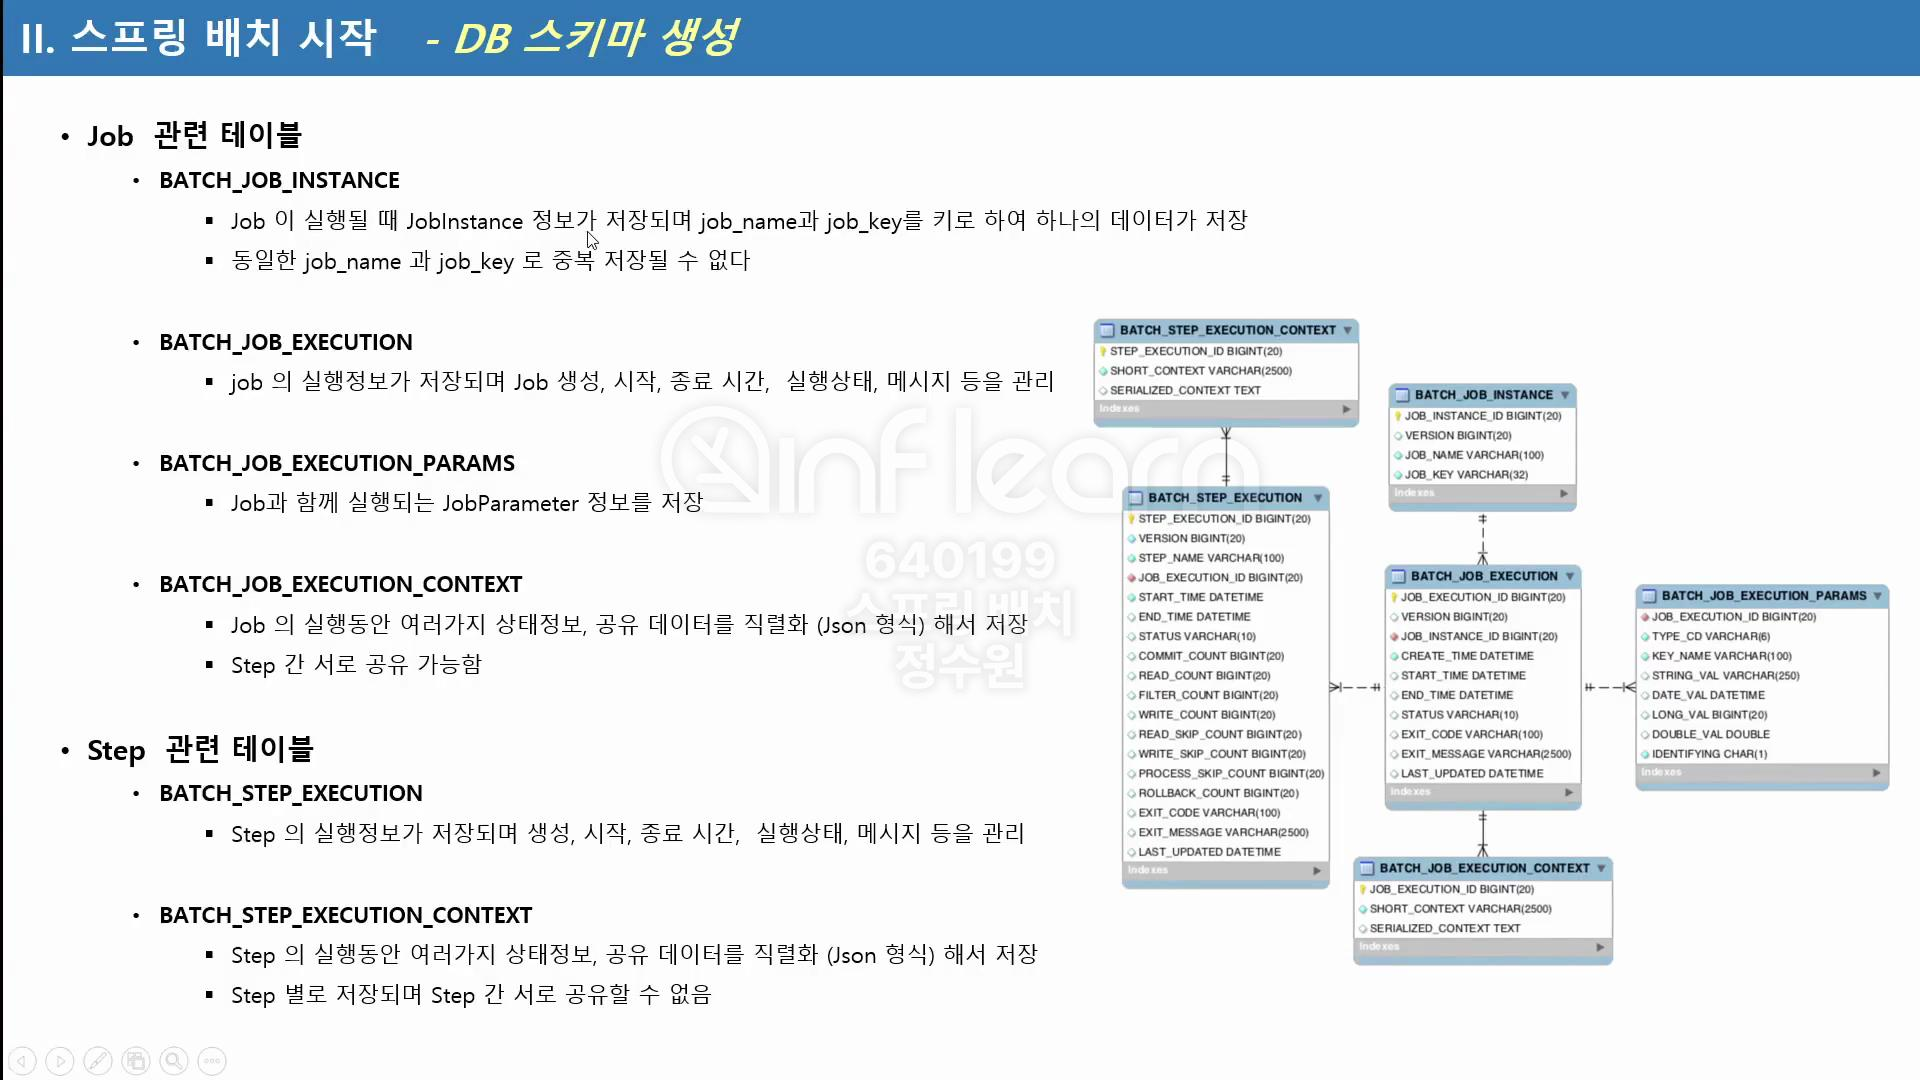 II. 스프링 배치 시작 - DB 스키마 생성
• Job 관련 테이블
• BATCH_JOB_INSTANCE
▪ Job 이 실행될 때 JobInstance 정보가 저장되며 job_name과 job_key를 키로 하여 하나의 데이터가 저장
▪ 동일한 job_name 과 job_key 로 중복 저장될 수 없다
• BATCH_JOB_EXECUTION
▪ job 의 실행정보가 저장되며 Job 생성, 시작, 종료 시간, 실행상태, 메시지 등을 관리
• BATCH_JOB_EXECUTION_PARAMS
▪ Job과 함께 실행되는 JobParameter 정보를 저장
• BATCH_JOB_EXECUTION_CONTEXT
▪ Job 의 실행동안 여러가지 상태정보, 공유 데이터를 직렬화 (Json 형식) 해서 저장
▪ Step 간 서로 공유 가능함
• Step 관련 테이블
• BATCH_STEP_EXECUTION
▪ Step 의 실행정보가 저장되며 생성, 시작, 종료 시간, 실행상태, 메시지 등을 관리
• BATCH_STEP_EXECUTION_CONTEXT
▪ Step 의 실행동안 여러가지 상태정보, 공유 데이터를 직렬화 (Json 형식) 해서 저장
▪ Step 별로 저장되며 Step 간 서로 공유할 수 없음
inflearn
640199
스프링 배치
정수원
BATCH_STEP_EXECUTION_CONTEXT
STEP_EXECUTION_ID BIGINT(20)
SHORT_CONTEXT VARCHAR(2500)
SERIALIZED_CONTEXT TEXT
Indexes
BATCH_JOB_INSTANCE
JOB_INSTANCE_ID BIGINT(20)
VERSION BIGINT(20)
JOB_NAME VARCHAR(100)
JOB_KEY VARCHAR(32)
Indexes
BATCH_STEP_EXECUTION
STEP_EXECUTION_ID BIGINT(20)
VERSION BIGINT(20)
STEP_NAME VARCHAR(100)
JOB_EXECUTION_ID BIGINT(20)
START_TIME DATETIME
END_TIME DATETIME
STATUS VARCHAR(10)
COMMIT_COUNT BIGINT(20)
READ_COUNT BIGINT(20)
FILTER_COUNT BIGINT(20)
WRITE_COUNT BIGINT(20)
READ_SKIP_COUNT BIGINT(20)
WRITE_SKIP_COUNT BIGINT(20)
PROCESS_SKIP_COUNT BIGINT(20)
ROLLBACK_COUNT BIGINT(20)
EXIT_CODE VARCHAR(100)
EXIT_MESSAGE VARCHAR(2500)
LAST_UPDATED DATETIME
Indexes
BATCH_JOB_EXECUTION
JOB_EXECUTION_ID BIGINT(20)
VERSION BIGINT(20)
JOB_INSTANCE_ID BIGINT(20)
CREATE_TIME DATETIME
START_TIME DATETIME
END_TIME DATETIME
STATUS VARCHAR(10)
EXIT_CODE VARCHAR(100)
EXIT_MESSAGE VARCHAR(2500)
LAST_UPDATED DATETIME
Indexes
BATCH_JOB_EXECUTION_PARAMS
JOB_EXECUTION_ID BIGINT(20)
TYPE_CD VARCHAR(6)
KEY_NAME VARCHAR(100)
STRING_VAL VARCHAR(250)
DATE_VAL DATETIME
LONG_VAL BIGINT(20)
DOUBLE_VAL DOUBLE
IDENTIFYING CHAR(1)
Indexes
BATCH_JOB_EXECUTION_CONTEXT
JOB_EXECUTION_ID BIGINT(20)
SHORT_CONTEXT VARCHAR(2500)
SERIALIZED_CONTEXT TEXT
Indexes